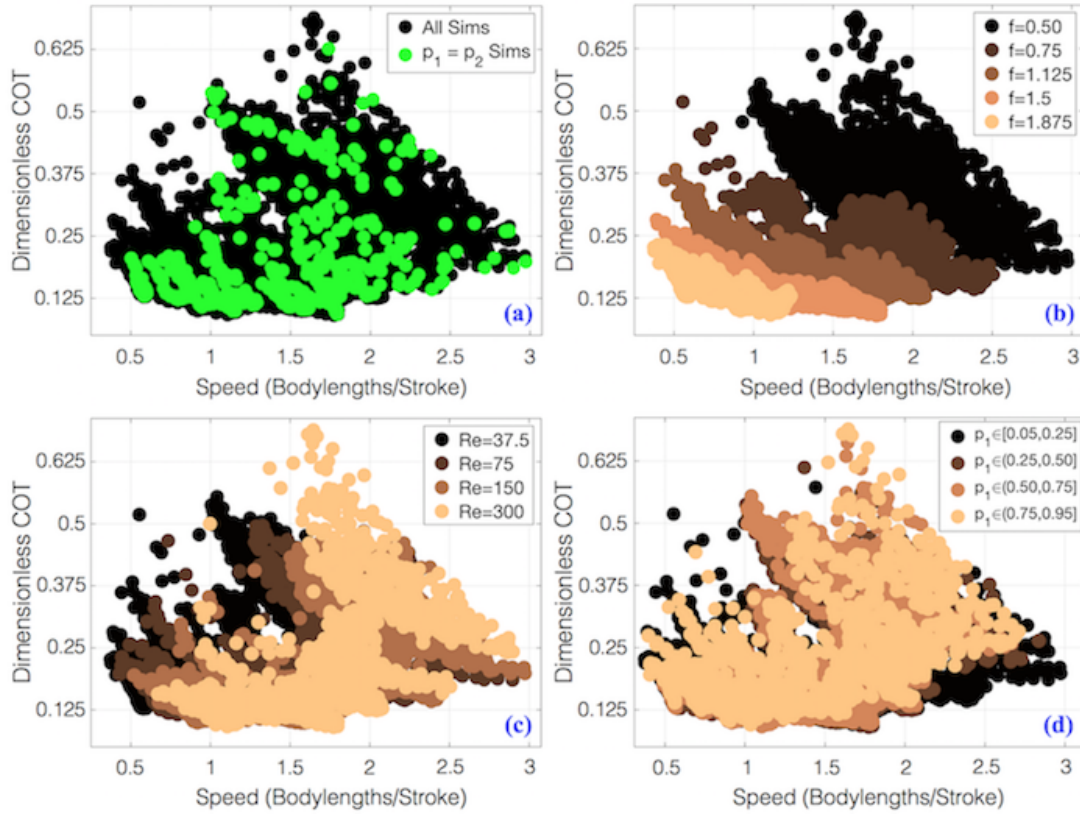 Dimensionless COT
0.625
0.5
0.375
0.25
0.125
All Sims
p₁ = p₂ Sims
(a)
0.5 1 1.5 2 2.5 3
Speed (Bodylengths/Stroke)
Dimensionless COT
0.625
0.5
0.375
0.25
0.125
f=0.50
f=0.75
f=1.125
f=1.5
f=1.875
(b)
0.5 1 1.5 2 2.5 3
Speed (Bodylengths/Stroke)
Dimensionless COT
0.625
0.5
0.375
0.25
0.125
Re=37.5
Re=75
Re=150
Re=300
(c)
0.5 1 1.5 2 2.5 3
Speed (Bodylengths/Stroke)
Dimensionless COT
0.625
0.5
0.375
0.25
0.125
p₁∈[0.05,0.25]
p₁∈(0.25,0.50]
p₁∈(0.50,0.75]
p₁∈(0.75,0.95]
(d)
0.5 1 1.5 2 2.5 3
Speed (Bodylengths/Stroke)